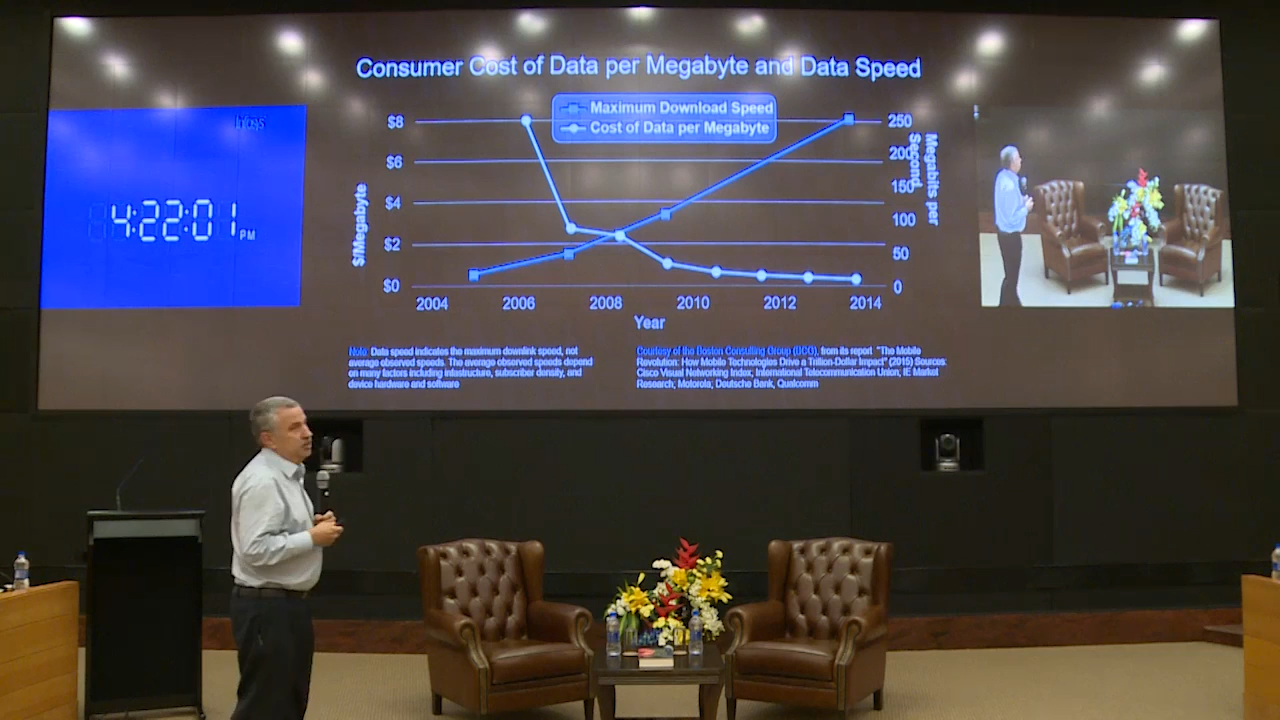 Consumer Cost of Data per Megabyte and Data Speed
Infosys
4:22:01 PM
Maximum Download Speed
Cost of Data per Megabyte
$8
$6
$4
$2
$0
$/Megabyte
250
200
150
100
50
0
Megabits per
Second
2004 2006 2008 2010 2012 2014
Year
Note: Data speed indicates the maximum downlink speed, not
average observed speeds. The average observed speeds depend
on many factors including infastructure, subscriber density, and
device hardware and software
Courtesy of the Boston Consulting Group (BCG), from its report "The Mobile
Revolution: How Mobile Technologies Drive a Trillion-Dollar Impact" (2015) Sources:
Cisco Visual Networking Index; International Telecommunication Union; IE Market
Research; Motorola; Deutsche Bank, Qualcomm